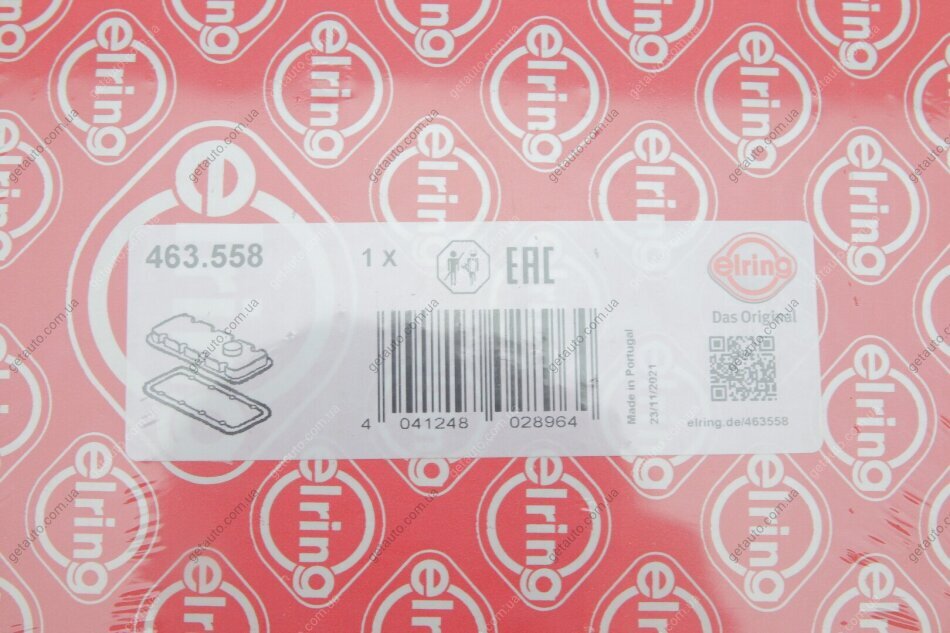 463.558
1 X
EAC
elring
Das Original
4 041248 028964
Made in Portugal
23/11/2021
elring.de/463558
elring
getauto.com.ua